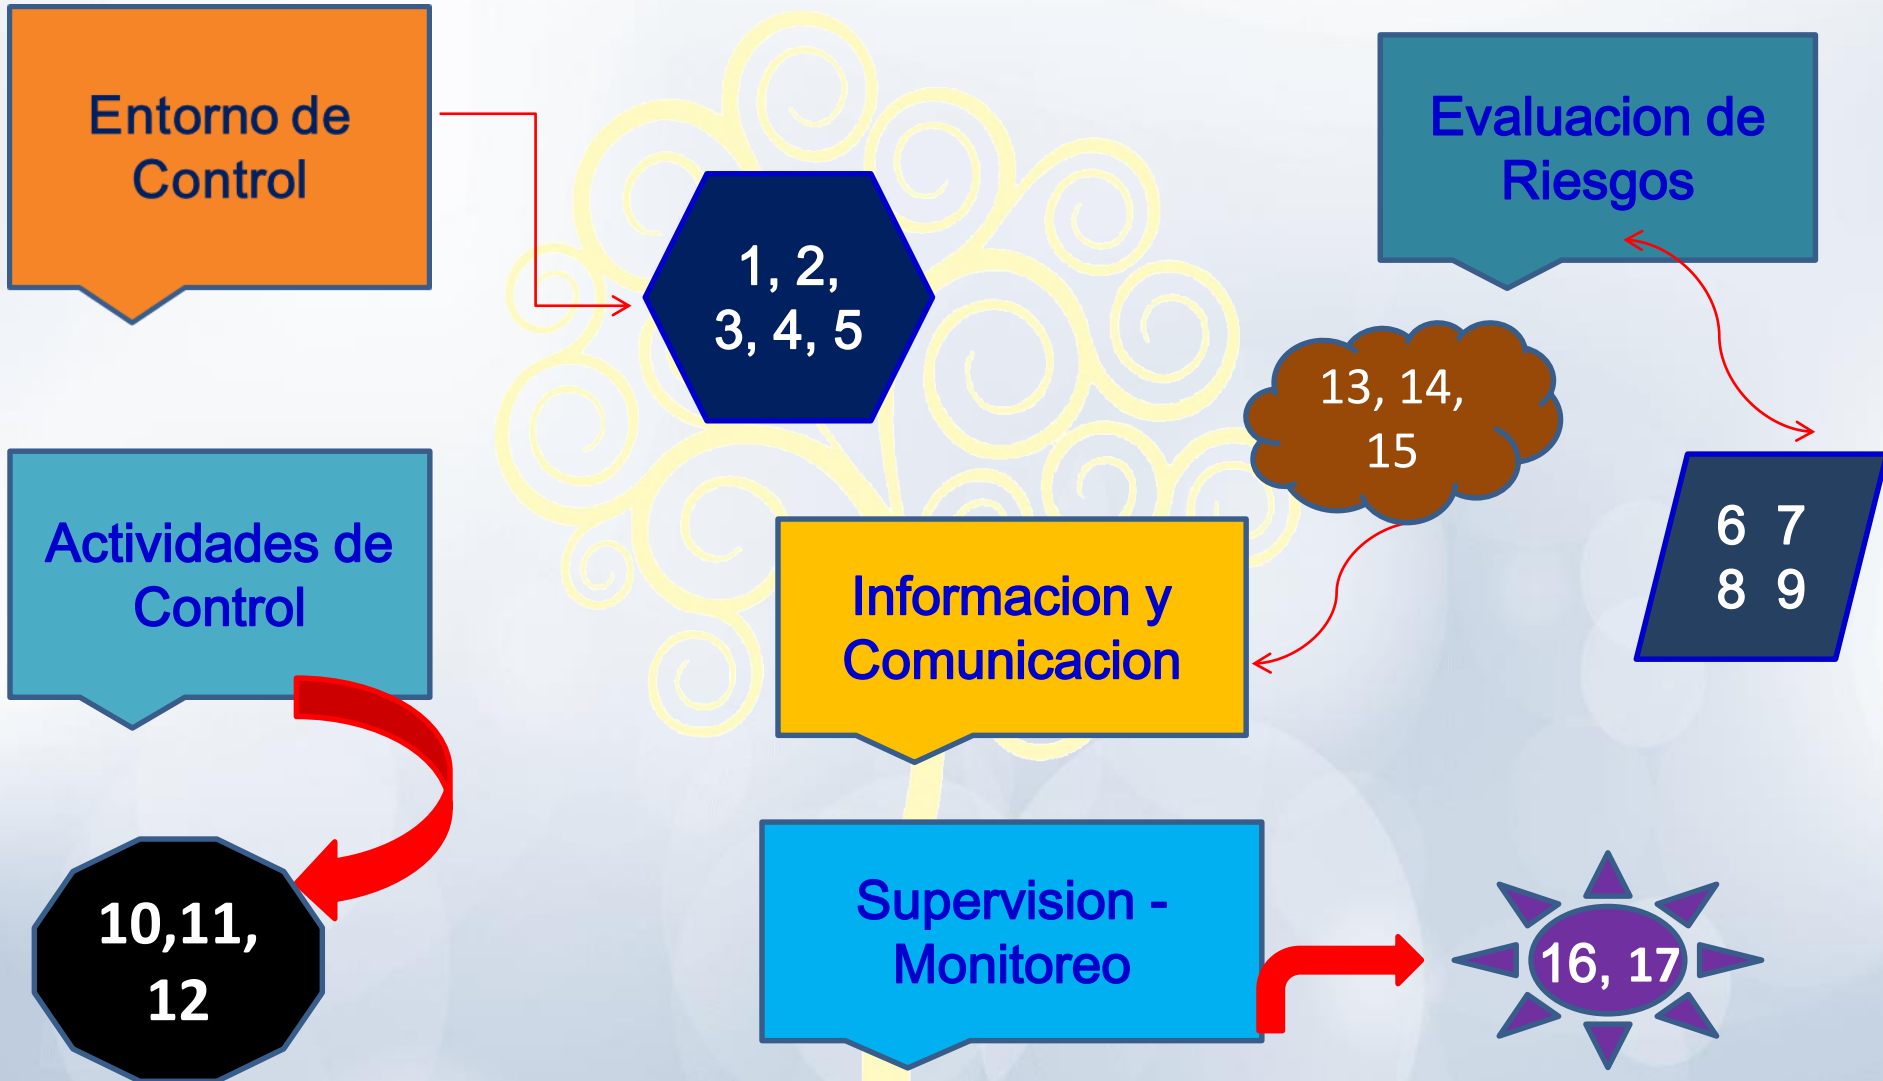 Entorno de
Control
1, 2,
3, 4, 5
Evaluacion de
Riesgos
6 7
8 9
Actividades de
Control
10,11,
12
13, 14,
15
Informacion y
Comunicacion
Supervision -
Monitoreo
16, 17